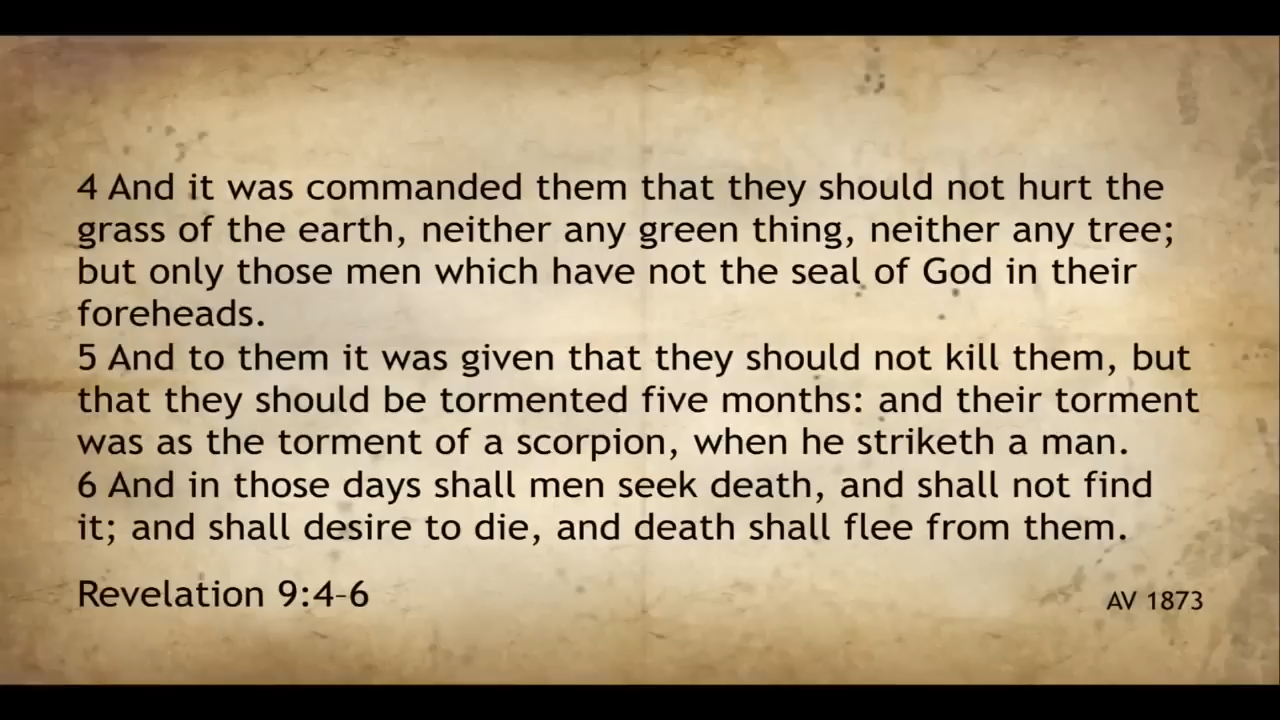 4 And it was commanded them that they should not hurt the
grass of the earth, neither any green thing, neither any tree;
but only those men which have not the seal of God in their
foreheads.
5 And to them it was given that they should not kill them, but
that they should be tormented five months: and their torment
was as the torment of a scorpion, when he striketh a man.
6 And in those days shall men seek death, and shall not find
it; and shall desire to die, and death shall flee from them.
Revelation 9:4–6
AV 1873